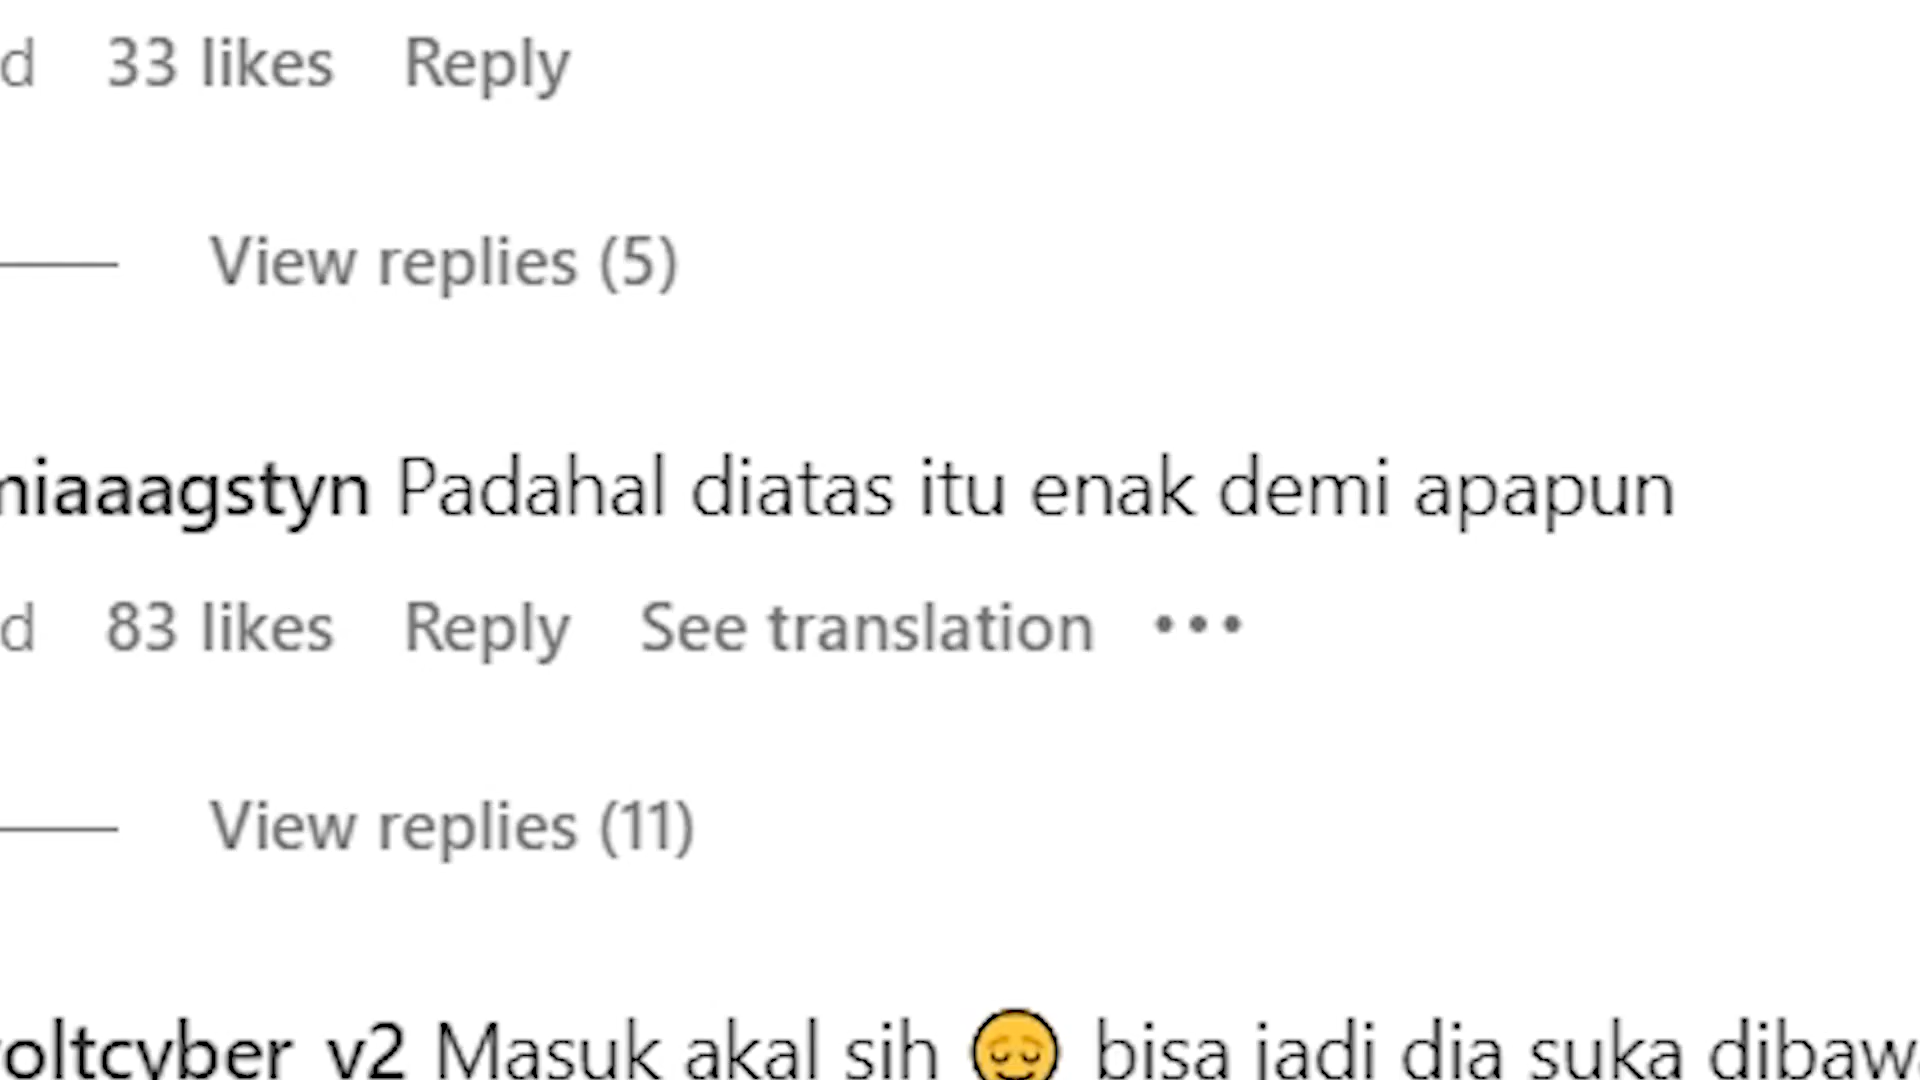 d 33 likes Reply
View replies (5)
niaaagstyn Padahal diatas itu enak demi apapun
d 83 likes Reply See translation •••
View replies (11)
oltcyber_v2 Masuk akal sih 😌 bisa jadi dia suka dibaw